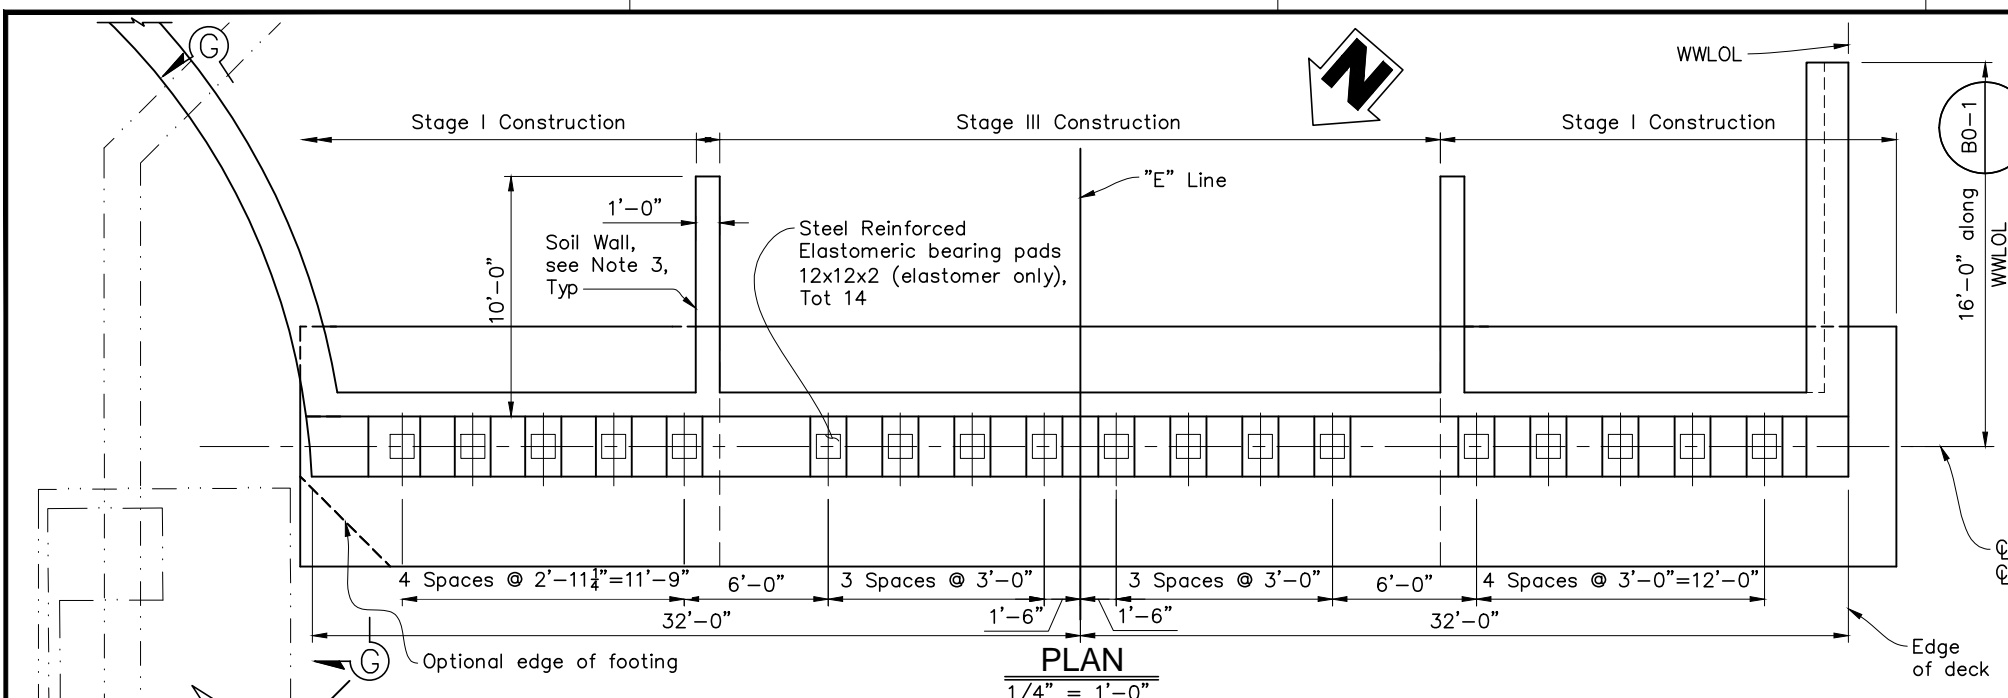 G
N
WWLOL
Stage I Construction
Stage III Construction
Stage I Construction
B0-1
"E" Line
1'-0"
Steel Reinforced
Elastomeric bearing pads
12x12x2 (elastomer only),
Tot 14
Soil Wall,
see Note 3,
Typ
10'-0"
16'-0" along
WWLOL
4 Spaces @ 2'-11¼"=11'-9"
6'-0"
3 Spaces @ 3'-0"
3 Spaces @ 3'-0"
6'-0"
4 Spaces @ 3'-0"=12'-0"
1'-6"
1'-6"
32'-0"
32'-0"
G
Optional edge of footing
Edge
of deck
PLAN
1/4" = 1'-0"